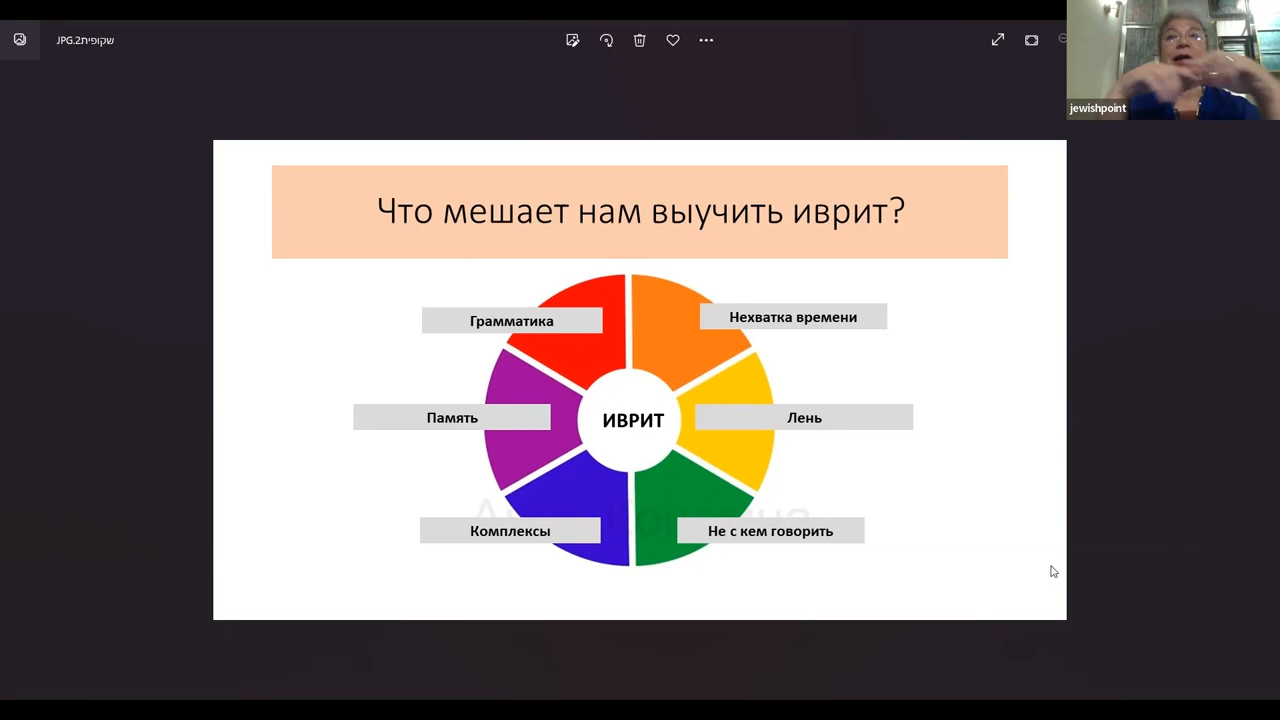 שקופית2.JPG
jewishpoint
Что мешает нам выучить иврит?
Грамматика
Нехватка времени
Память
ИВРИТ
Лень
Комплексы
Не с кем говорить